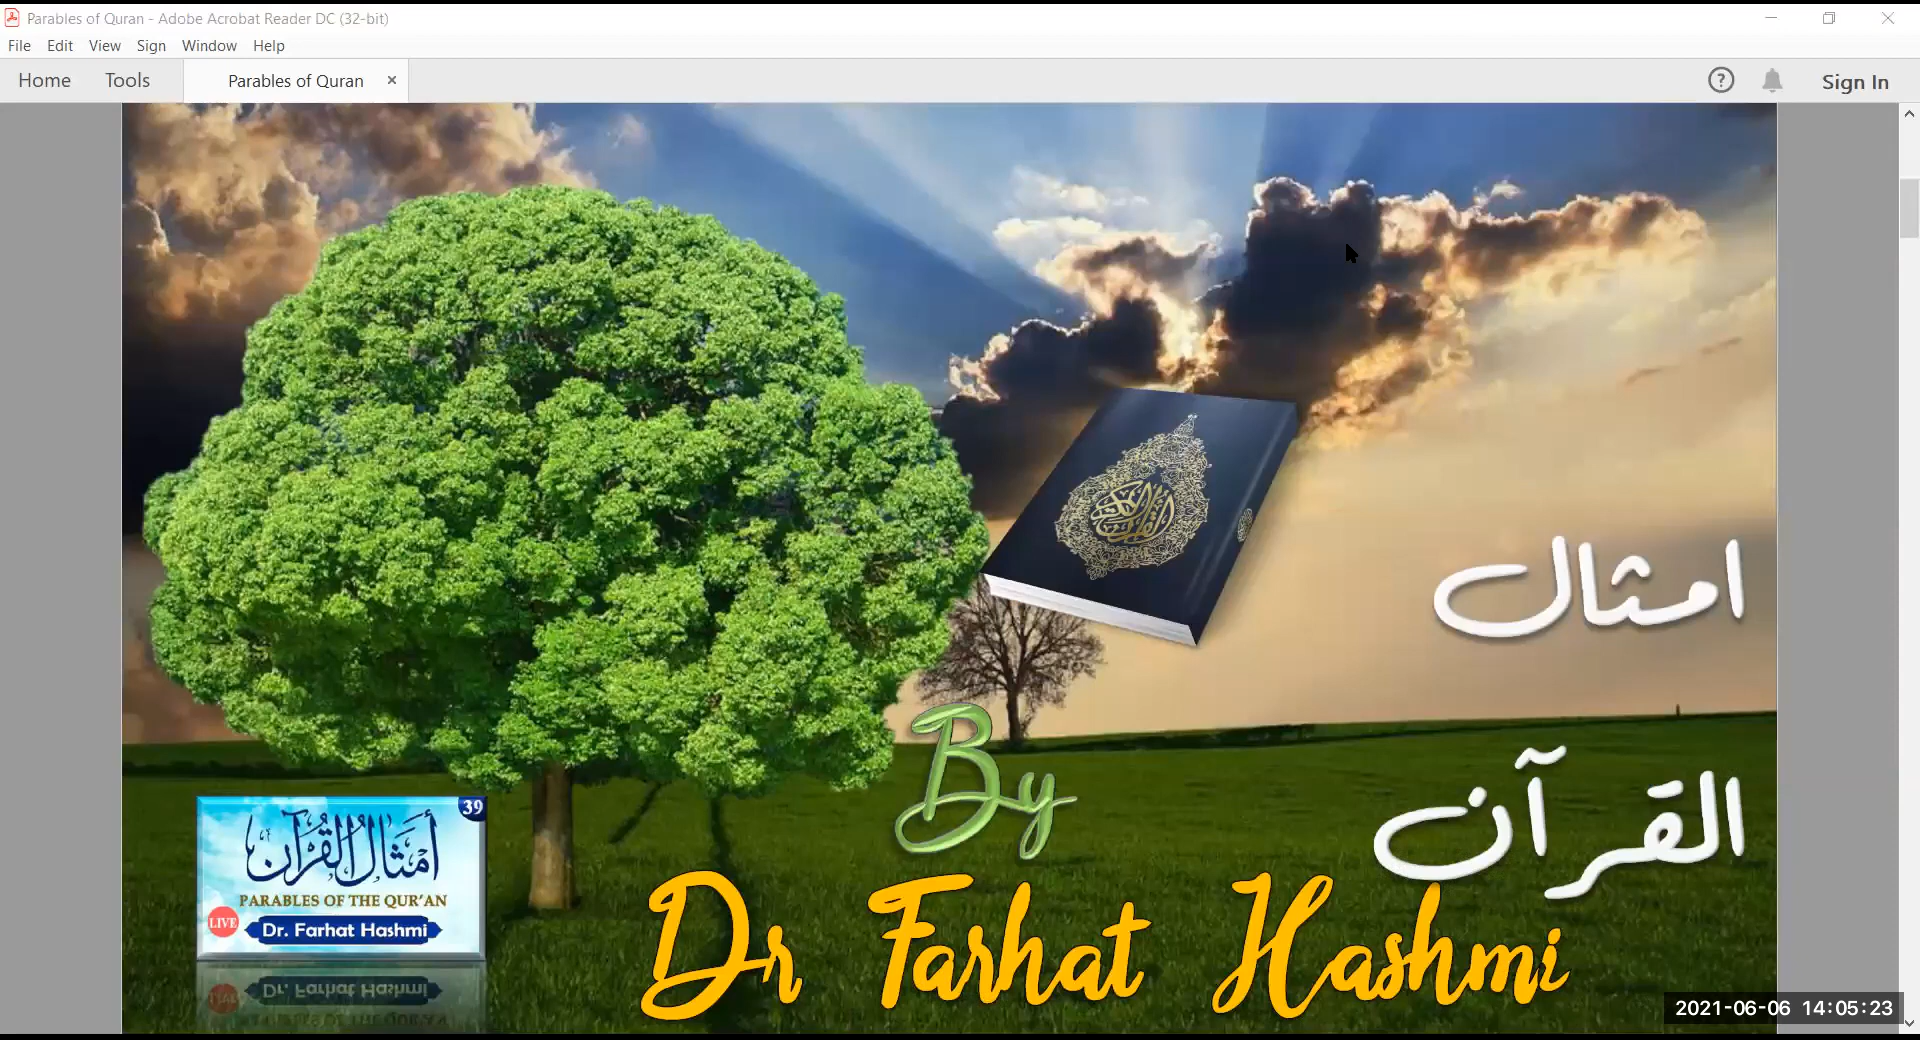 Parables of Quran - Adobe Acrobat Reader DC (32-bit)
File Edit View Sign Window Help
Home Tools Parables of Quran × ? Sign In
امثال
القرآن
By
Dr Farhat Hashmi
39
أمثال القرآن
PARABLES OF THE QUR'AN
LIVE
Dr. Farhat Hashmi
2021-06-06 14:05:23